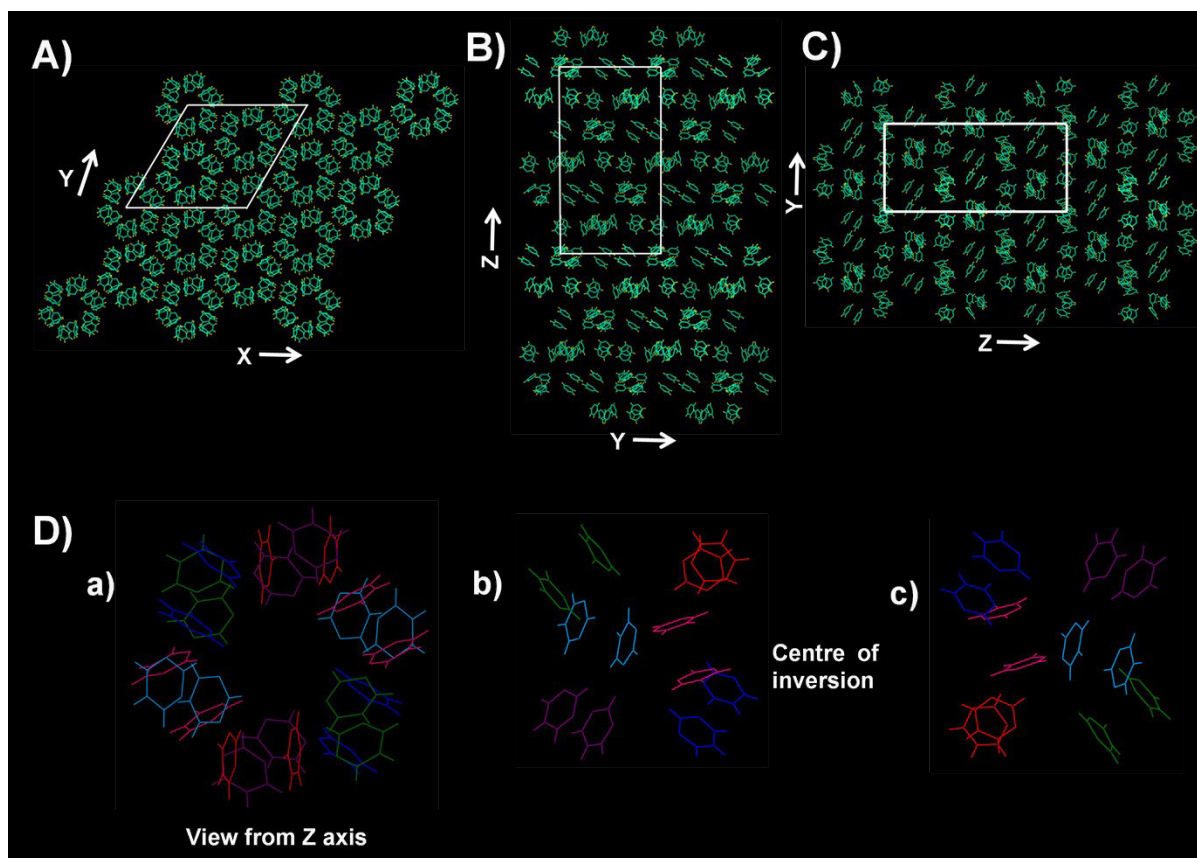 A)
Y
X
B)
Z
Y
C)
Y
Z
D)
a)
View from Z axis
b)
Centre of
inversion
c)